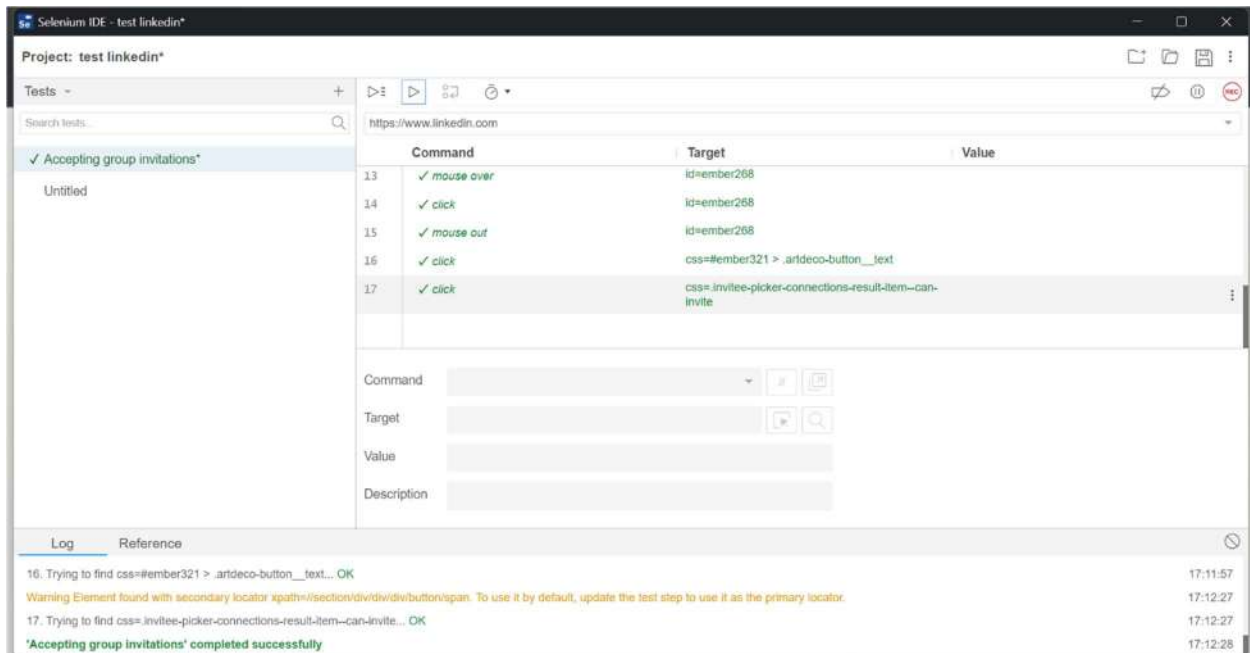 Selenium IDE - test linkedin*
Project: test linkedin*
Tests
Search tests...
✓ Accepting group invitations*
Untitled
REC
https://www.linkedin.com
Command Target Value
13 ✓ mouse over id=ember268
14 ✓ click id=ember268
15 ✓ mouse out id=ember268
16 ✓ click css=#ember321 > .artdeco-button__text
17 ✓ click css=.invitee-picker-connections-result-item--can-
invite
Command
//
Target
Value
Description
Log Reference
16. Trying to find css=#ember321 > .artdeco-button__text... OK 17:11:57
Warning Element found with secondary locator xpath=//section/div/div/div/button/span. To use it by default, update the test step to use it as the primary locator. 17:12:27
17. Trying to find css=.invitee-picker-connections-result-item--can-invite... OK 17:12:27
'Accepting group invitations' completed successfully 17:12:28